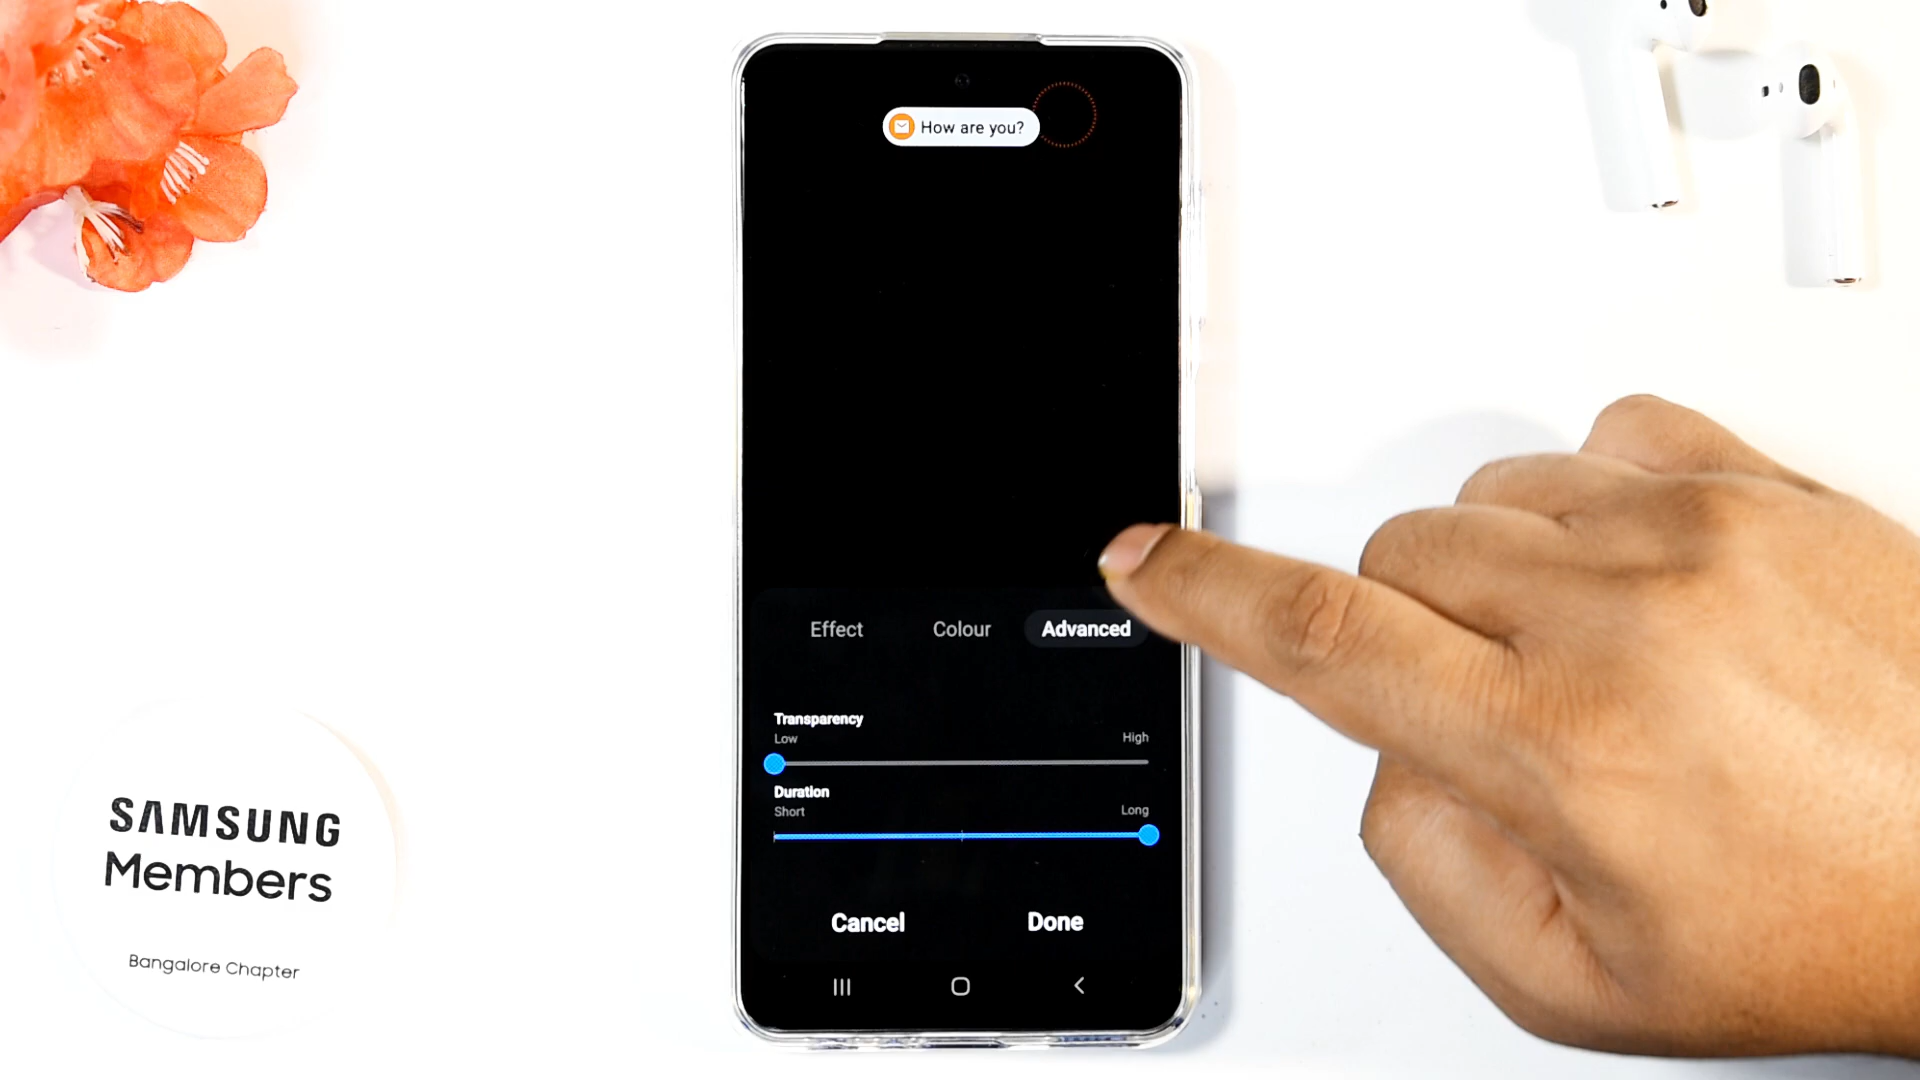 How are you?
Effect
Colour
Advanced
Transparency
Low
High
Duration
Short
Long
Cancel
Done
SAMSUNG
Members
Bangalore Chapter